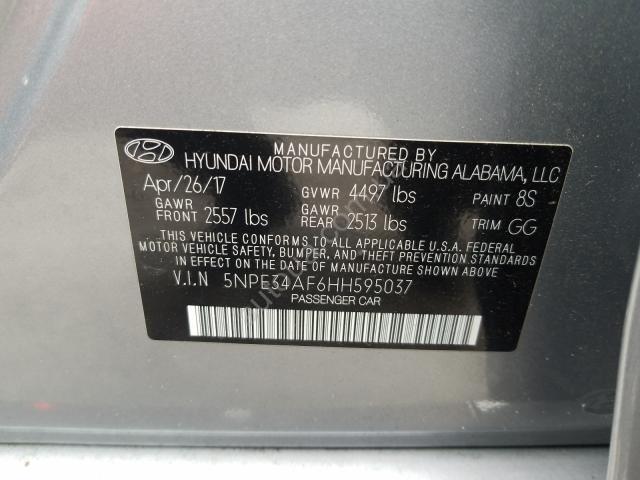 MANUFACTURED BY
HYUNDAI MOTOR MANUFACTURING ALABAMA, LLC
Apr/26/17 GVWR 4497 lbs PAINT 8S
GAWR FRONT 2557 lbs GAWR REAR 2513 lbs TRIM GG
THIS VEHICLE CONFORMS TO ALL APPLICABLE U.S.A. FEDERAL
MOTOR VEHICLE SAFETY, BUMPER, AND THEFT PREVENTION STANDARDS
IN EFFECT ON THE DATE OF MANUFACTURE SHOWN ABOVE.
V.I.N 5NPE34AF6HH595037
PASSENGER CAR